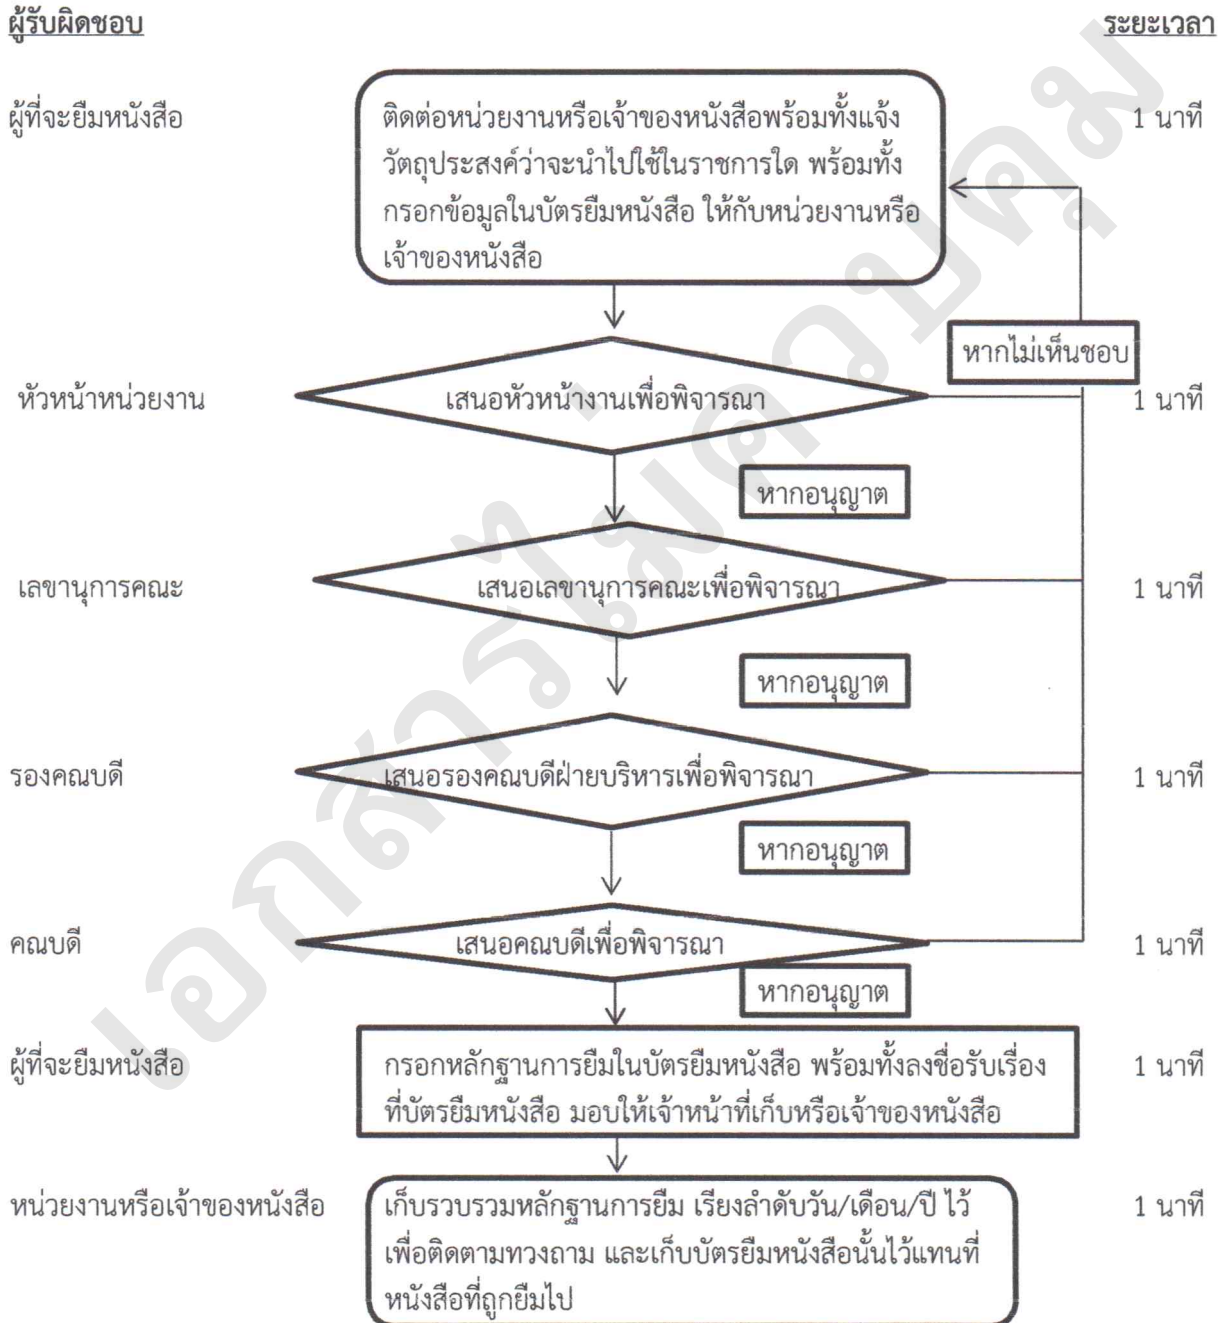 ผู้รับผิดชอบ ระยะเวลา
ผู้ที่จะยืมหนังสือ
ติดต่อหน่วยงานหรือเจ้าของหนังสือพร้อมทั้งแจ้ง
วัตถุประสงค์ว่าจะนำไปใช้ในราชการใด พร้อมทั้ง
กรอกข้อมูลในบัตรยืมหนังสือ ให้กับหน่วยงานหรือ
เจ้าของหนังสือ
1 นาที
หากไม่เห็นชอบ
หัวหน้าหน่วยงาน เสนอหัวหน้างานเพื่อพิจารณา 1 นาที
หากอนุญาต
เลขานุการคณะ เสนอเลขานุการคณะเพื่อพิจารณา 1 นาที
หากอนุญาต
รองคณบดี เสนอรองคณบดีฝ่ายบริหารเพื่อพิจารณา 1 นาที
หากอนุญาต
คณบดี เสนอคณบดีเพื่อพิจารณา 1 นาที
หากอนุญาต
ผู้ที่จะยืมหนังสือ
กรอกหลักฐานการยืมในบัตรยืมหนังสือ พร้อมทั้งลงชื่อรับเรื่อง
ที่บัตรยืมหนังสือ มอบให้เจ้าหน้าที่เก็บหรือเจ้าของหนังสือ
1 นาที
หน่วยงานหรือเจ้าของหนังสือ
เก็บรวบรวมหลักฐานการยืม เรียงลำดับวัน/เดือน/ปี ไว้
เพื่อติดตามทวงถาม และเก็บบัตรยืมหนังสือนั้นไว้แทนที่
หนังสือที่ถูกยืมไป
1 นาที
เอกสารไม่ควบคุม